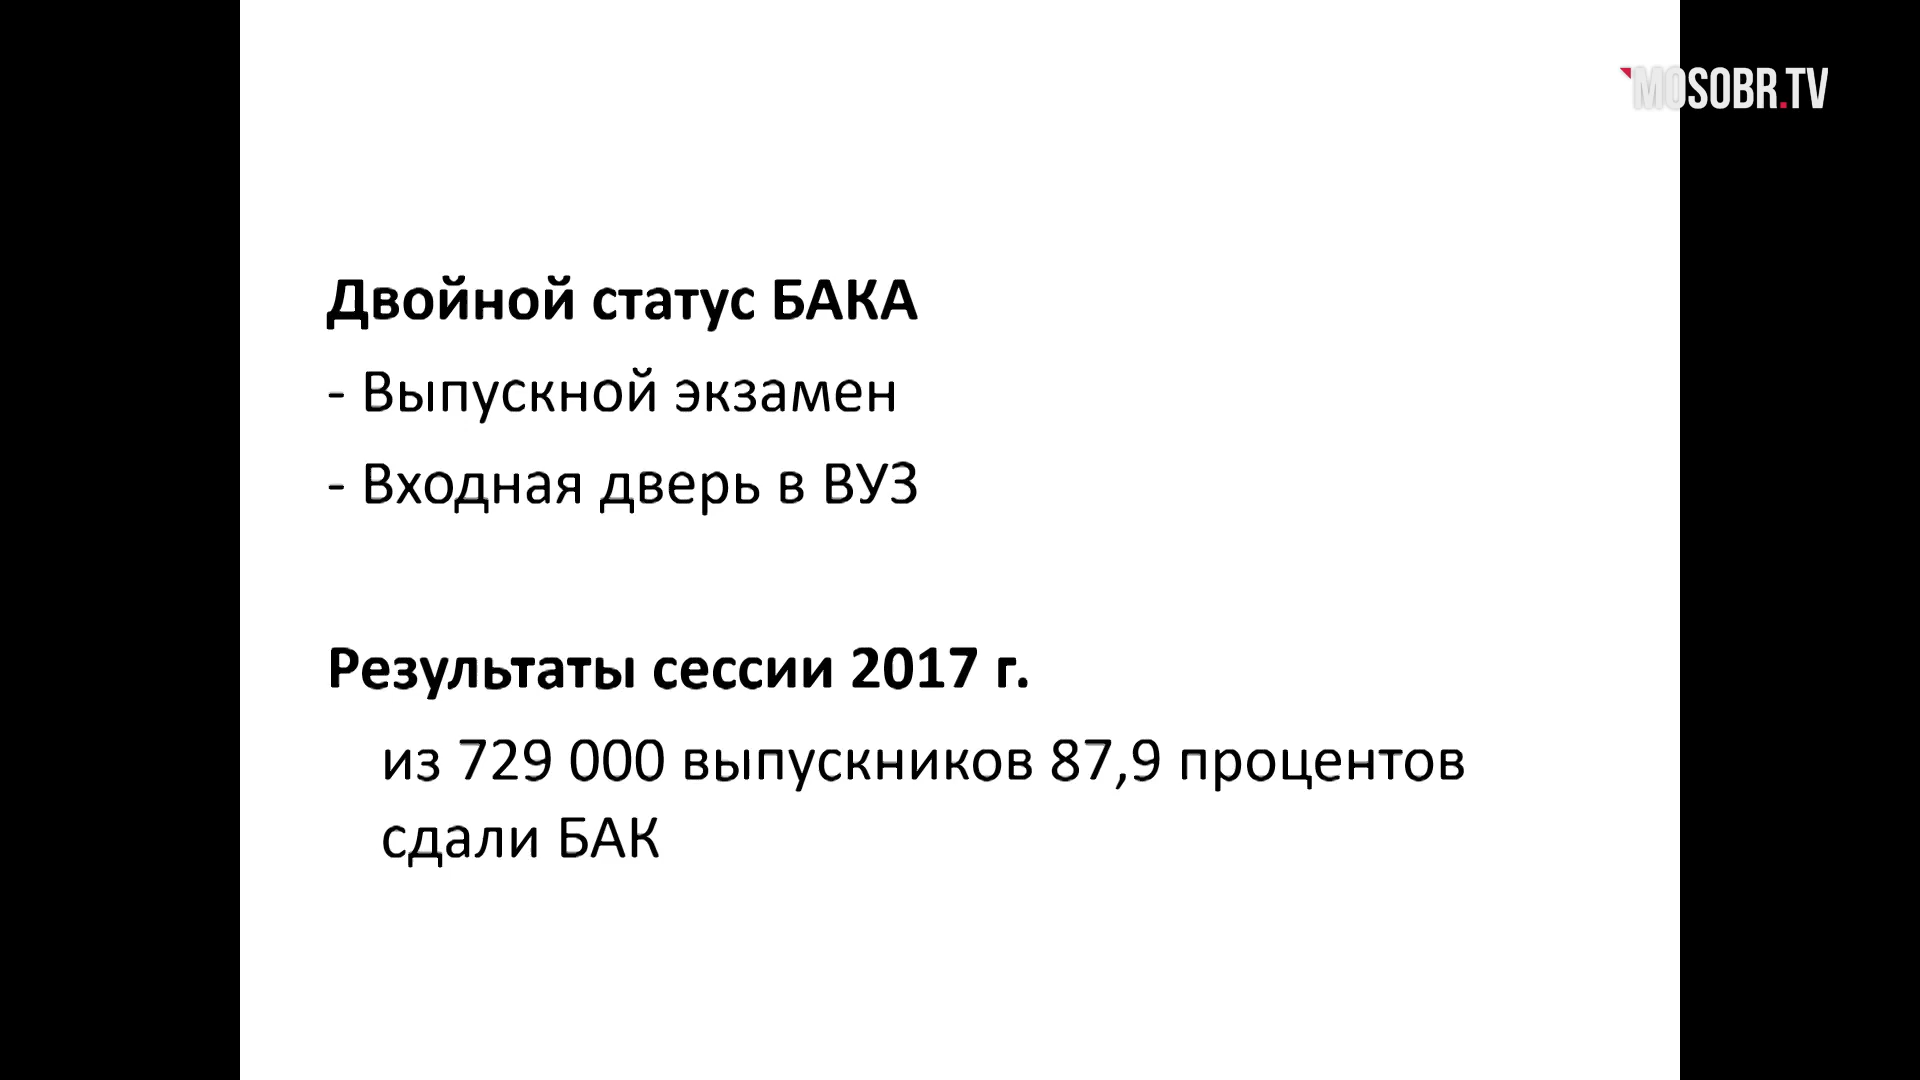 MOSOBR.TV
Двойной статус БАКА
- Выпускной экзамен
- Входная дверь в ВУЗ
Результаты сессии 2017 г.
из 729 000 выпускников 87,9 процентов
сдали БАК